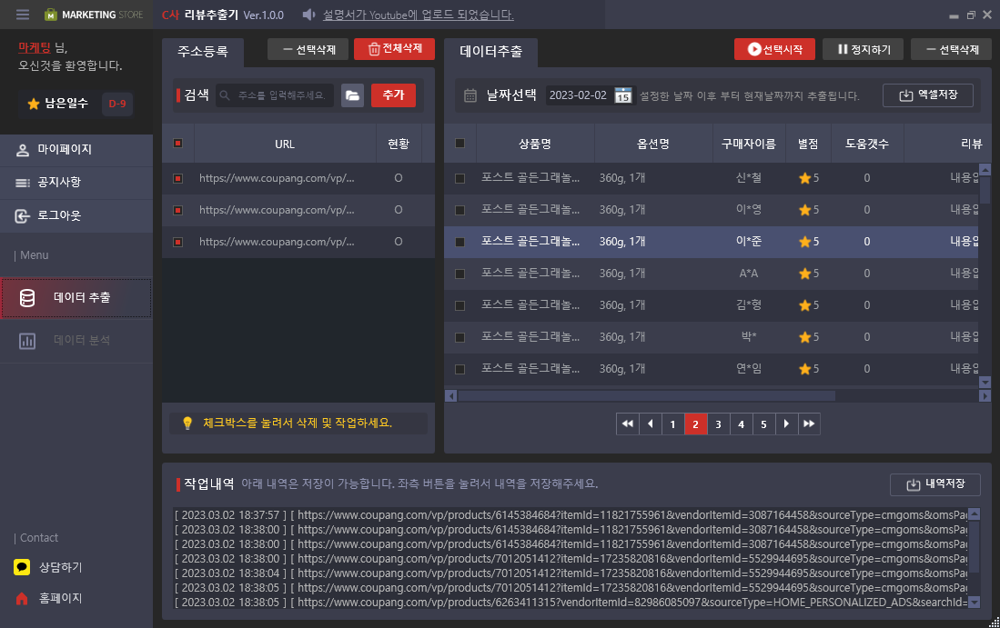 MARKETING STORE
C사 리뷰추출기 Ver.1.0.0
설명서가 Youtube에 업로드 되었습니다.
마케팅 님,
오신것을 환영합니다.
남은일수 D-9
마이페이지
공지사항
로그아웃
| Menu
데이터 추출
데이터 분석
| Contact
상담하기
홈페이지
주소등록
선택삭제
전체삭제
검색 주소를 입력해주세요. 추가
URL 현황
https://www.coupang.com/vp/... O
https://www.coupang.com/vp/... O
https://www.coupang.com/vp/... O
체크박스를 눌려서 삭제 및 작업하세요.
데이터추출
선택시작
정지하기
선택삭제
날짜선택 2023-02-02 15 설정한 날짜 이후 부터 현재날짜까지 추출됩니다. 엑셀저장
상품명 옵션명 구매자이름 별점 도움갯수 리뷰
포스트 골든그래놀... 360g, 1개 신*철 5 0 내용없
포스트 골든그래놀... 360g, 1개 이*영 5 0 내용없
포스트 골든그래놀... 360g, 1개 이*준 5 0 내용없
포스트 골든그래놀... 360g, 1개 A*A 5 0 내용없
포스트 골든그래놀... 360g, 1개 김*형 5 0 내용없
포스트 골든그래놀... 360g, 1개 박* 5 0 내용없
포스트 골든그래놀... 360g, 1개 연*임 5 0 내용없
1 2 3 4 5
작업내역 아래 내역은 저장이 가능합니다. 좌측 버튼을 눌려서 내역을 저장해주세요. 내역저장
[ 2023.03.02 18:37:57 ] [ https://www.coupang.com/vp/products/6145384684?itemId=11821755961&vendorItemId=3087164458&sourceType=cmgoms&omsPag
[ 2023.03.02 18:38:00 ] [ https://www.coupang.com/vp/products/6145384684?itemId=11821755961&vendorItemId=3087164458&sourceType=cmgoms&omsPag
[ 2023.03.02 18:38:00 ] [ https://www.coupang.com/vp/products/6145384684?itemId=11821755961&vendorItemId=3087164458&sourceType=cmgoms&omsPag
[ 2023.03.02 18:38:00 ] [ https://www.coupang.com/vp/products/7012051412?itemId=17235820816&vendorItemId=5529944695&sourceType=cmgoms&omsPag
[ 2023.03.02 18:38:04 ] [ https://www.coupang.com/vp/products/7012051412?itemId=17235820816&vendorItemId=5529944695&sourceType=cmgoms&omsPag
[ 2023.03.02 18:38:05 ] [ https://www.coupang.com/vp/products/7012051412?itemId=17235820816&vendorItemId=5529944695&sourceType=cmgoms&omsPag
[ 2023.03.02 18:38:05 ] [ https://www.coupang.com/vp/products/6263411315?vendorItemId=82986085097&sourceType=HOME_PERSONALIZED_ADS&searchId=